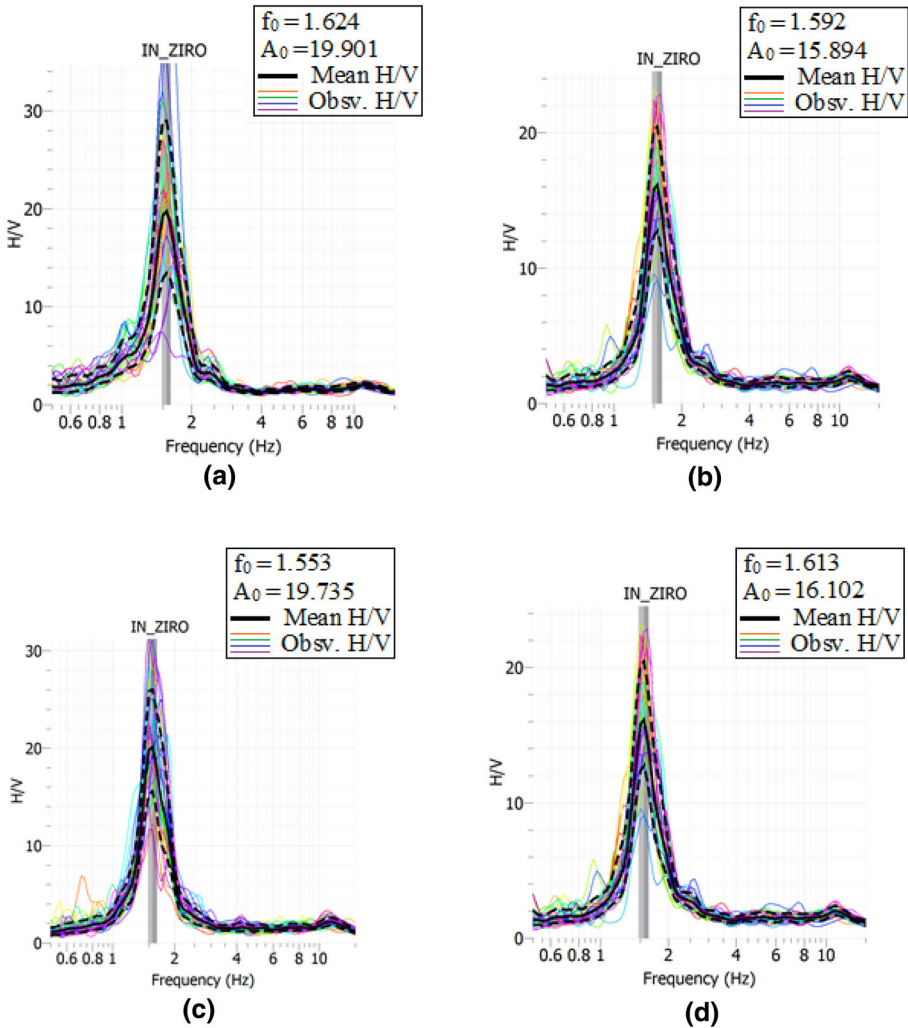 f₀ = 1.624
A₀ = 19.901
Mean H/V
Obsv. H/V
IN_ZIRO
30
20
10
0
H/V
0.6 0.8 1 2 4 6 8 10
Frequency (Hz)
(a)
f₀ = 1.592
A₀ = 15.894
Mean H/V
Obsv. H/V
IN_ZIRO
20
10
0
H/V
0.6 0.8 1 2 4 6 8 10
Frequency (Hz)
(b)
f₀ = 1.553
A₀ = 19.735
Mean H/V
Obsv. H/V
IN_ZIRO
30
20
10
0
H/V
0.6 0.8 1 2 4 6 8 10
Frequency (Hz)
(c)
f₀ = 1.613
A₀ = 16.102
Mean H/V
Obsv. H/V
IN_ZIRO
20
10
0
H/V
0.6 0.8 1 2 4 6 8 10
Frequency (Hz)
(d)